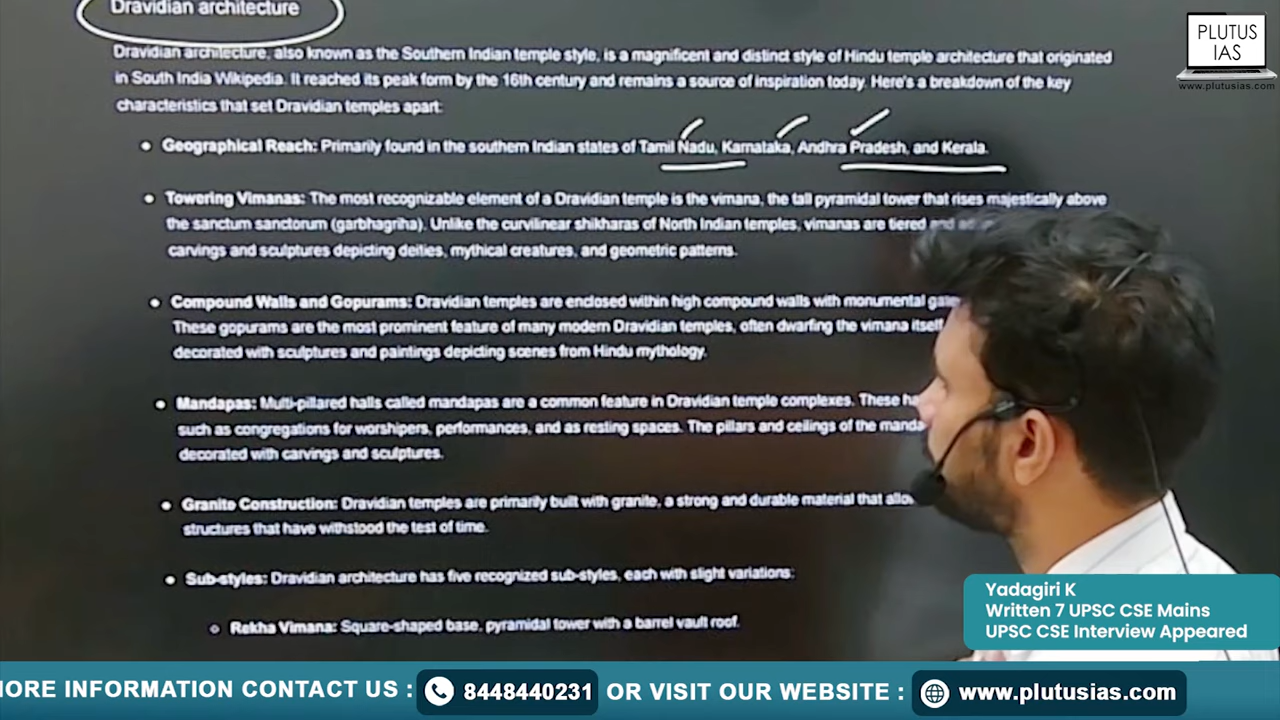 Dravidian architecture
PLUTUS
IAS
www.plutusias.com
Dravidian architecture, also known as the Southern Indian temple style, is a magnificent and distinct style of Hindu temple architecture that originated
in South India Wikipedia. It reached its peak form by the 16th century and remains a source of inspiration today. Here's a breakdown of the key
characteristics that set Dravidian temples apart:
• Geographical Reach: Primarily found in the southern Indian states of Tamil Nadu, Karnataka, Andhra Pradesh, and Kerala.
• Towering Vimanas: The most recognizable element of a Dravidian temple is the vimana, the tall pyramidal tower that rises majestically above
the sanctum sanctorum (garbhagriha). Unlike the curvilinear shikharas of North Indian temples, vimanas are tiered and
carvings and sculptures depicting deities, mythical creatures, and geometric patterns.
• Compound Walls and Gopurams: Dravidian temples are enclosed within high compound walls with monumental
These gopurams are the most prominent feature of many modern Dravidian temples, often dwarfing the vimana itself
decorated with sculptures and paintings depicting scenes from Hindu mythology.
• Mandapas: Multi-pillared halls called mandapas are a common feature in Dravidian temple complexes. These
such as congregations for worshipers, performances, and as resting spaces. The pillars and ceilings of the
decorated with carvings and sculptures.
• Granite Construction: Dravidian temples are primarily built with granite, a strong and durable material that
structures that have withstood the test of time.
• Sub-styles: Dravidian architecture has five recognized sub-styles, each with slight variations:
○ Rekha Vimana: Square-shaped base, pyramidal tower with a barrel vault roof.
Yadagiri K
Written 7 UPSC CSE Mains
UPSC CSE Interview Appeared
MORE INFORMATION CONTACT US : 8448440231 OR VISIT OUR WEBSITE : www.plutusias.com